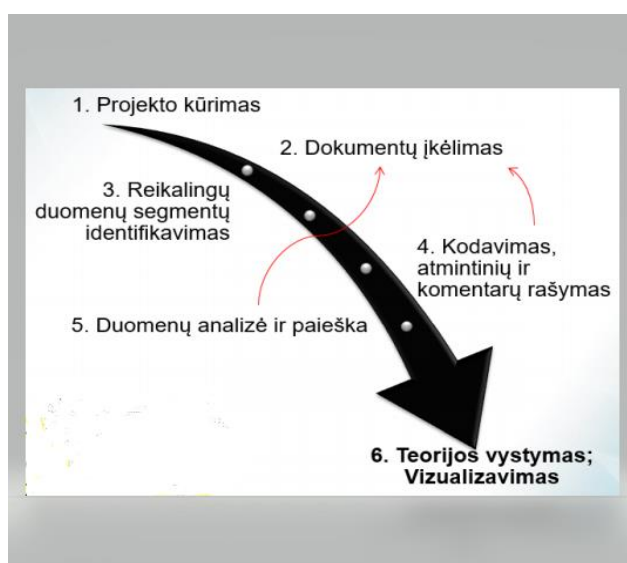 1. Projekto kūrimas
2. Dokumentų įkėlimas
3. Reikalingų
duomenų segmentų
identifikavimas
4. Kodavimas,
atmintinių ir
komentarų rašymas
5. Duomenų analizė ir paieška
6. Teorijos vystymas;
Vizualizavimas